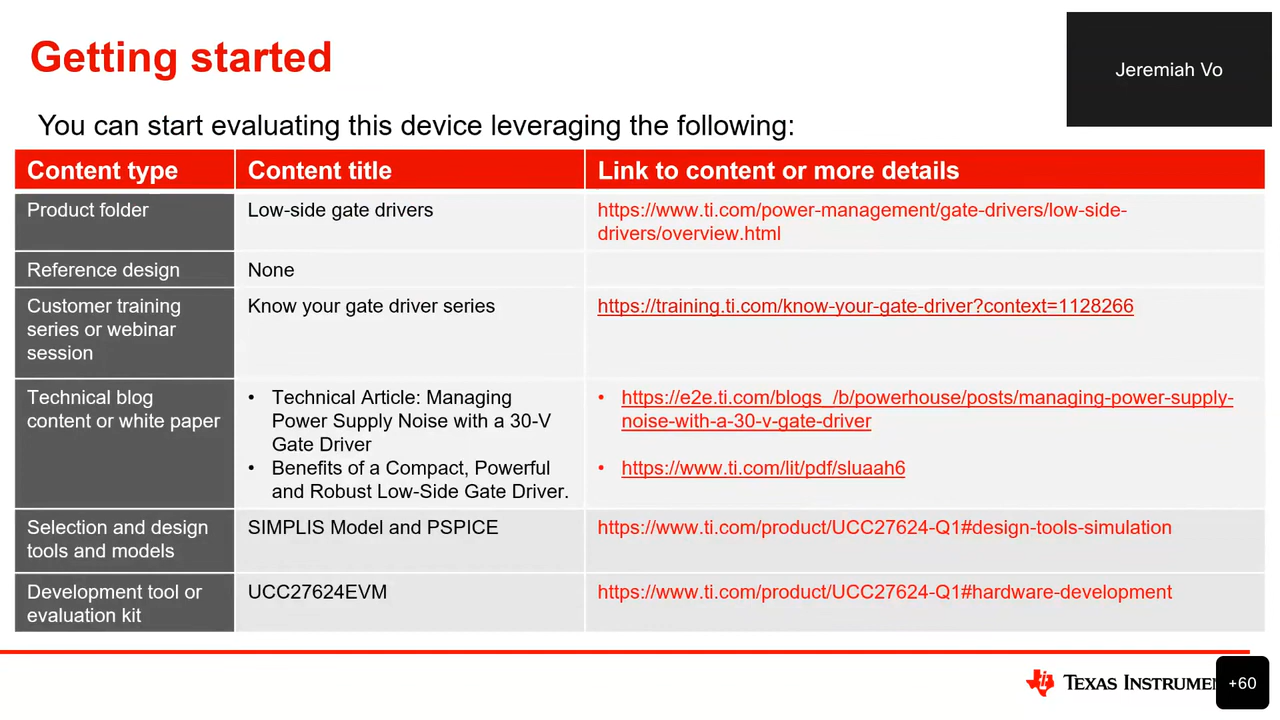 Getting started
Jeremiah Vo
You can start evaluating this device leveraging the following:
Content type
Content title
Link to content or more details
Product folder
Low-side gate drivers
https://www.ti.com/power-management/gate-drivers/low-side-
drivers/overview.html
Reference design
None
Customer training
series or webinar
session
Know your gate driver series
https://training.ti.com/know-your-gate-driver?context=1128266
Technical blog
content or white paper
• Technical Article: Managing
Power Supply Noise with a 30-V
Gate Driver
• Benefits of a Compact, Powerful
and Robust Low-Side Gate Driver.
• https://e2e.ti.com/blogs_/b/powerhouse/posts/managing-power-supply-
noise-with-a-30-v-gate-driver
• https://www.ti.com/lit/pdf/sluaah6
Selection and design
tools and models
SIMPLIS Model and PSPICE
https://www.ti.com/product/UCC27624-Q1#design-tools-simulation
Development tool or
evaluation kit
UCC27624EVM
https://www.ti.com/product/UCC27624-Q1#hardware-development
TEXAS
+60